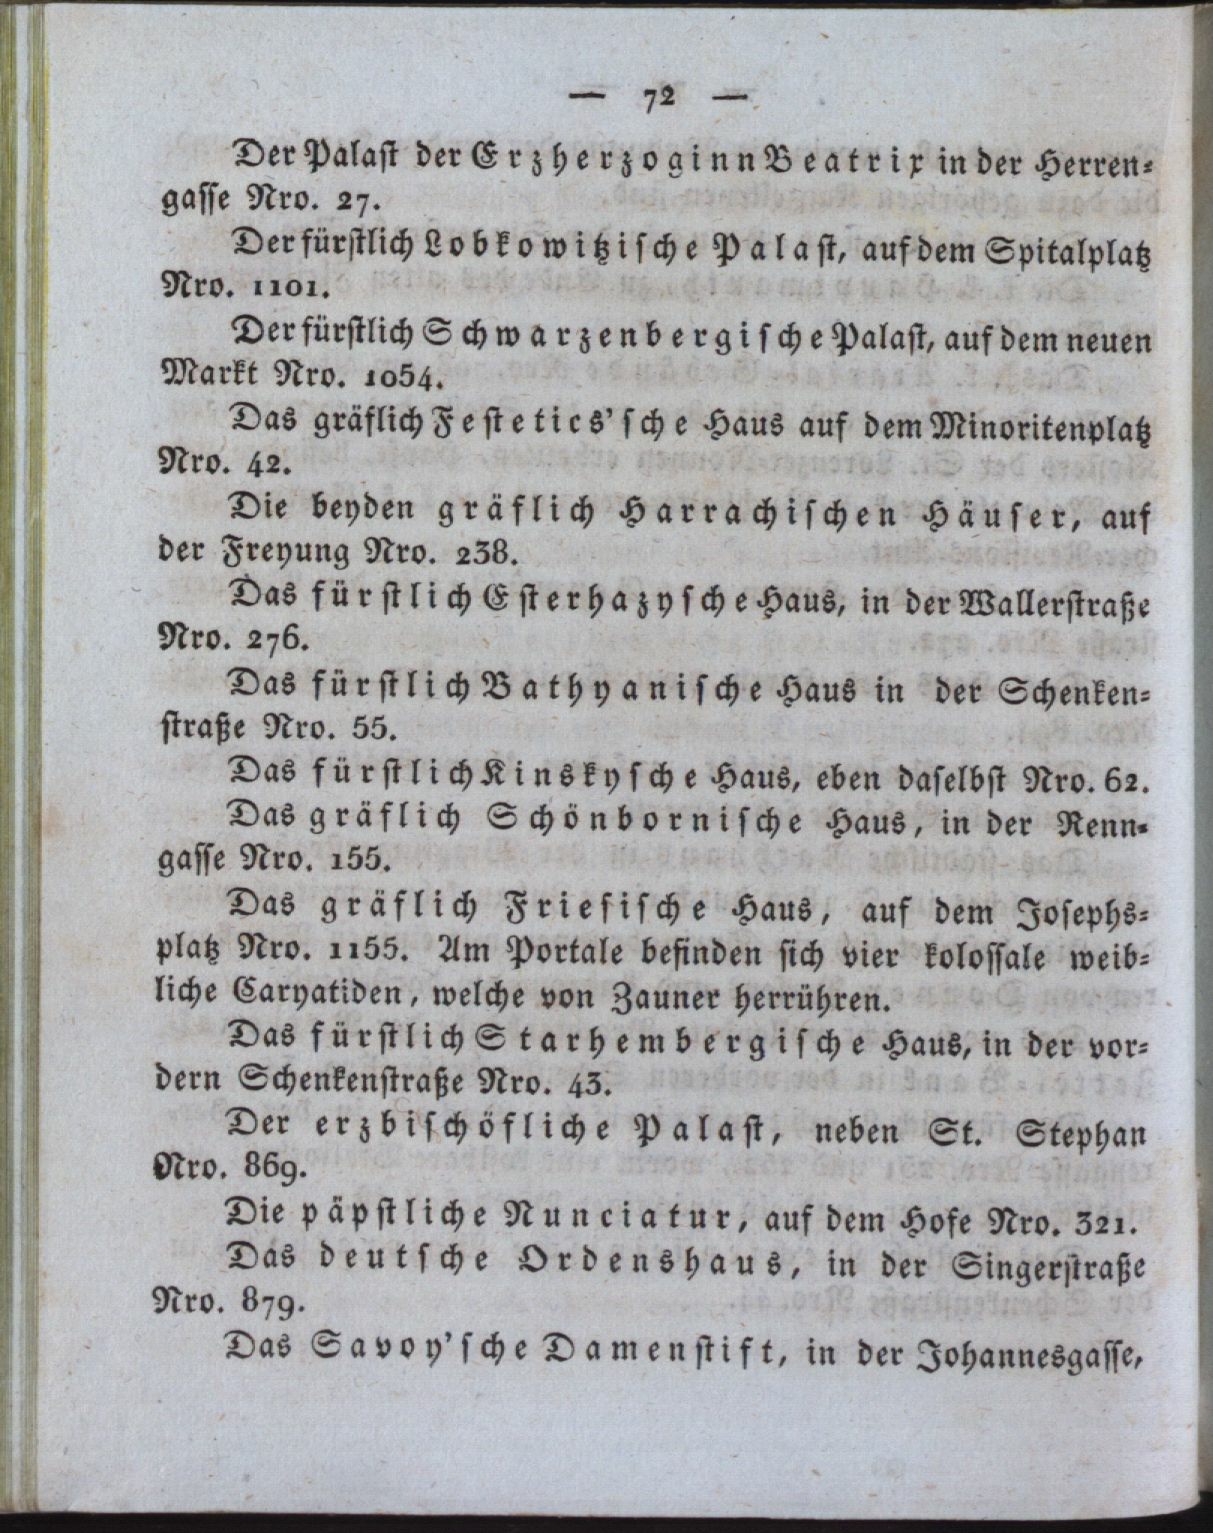 — 72 —
Der Palast der Erzherzoginn Beatrix in der Herren-
gasse Nro. 27.
Der fürstlich Lobkowitzische Palast, auf dem Spitalplatz
Nro. 1101.
Der fürstlich Schwarzenbergische Palast, auf dem neuen
Markt Nro. 1054.
Das gräflich Festetics'sche Haus auf dem Minoritenplatz
Nro. 42.
Die beyden gräflich Harrachischen Häuser, auf
der Freyung Nro. 238.
Das fürstlich Esterhazysche Haus, in der Wallerstraße
Nro. 276.
Das fürstlich Bathyanische Haus in der Schenken-
straße Nro. 55.
Das fürstlich Kinskysche Haus, eben daselbst Nro. 62.
Das gräflich Schönbornische Haus, in der Renn-
gasse Nro. 155.
Das gräflich Friesische Haus, auf dem Josephs-
platz Nro. 1155. Am Portale befinden sich vier kolossale weib-
liche Caryatiden, welche von Zauner herrühren.
Das fürstlich Starhembergische Haus, in der vor-
dern Schenkenstraße Nro. 43.
Der erzbischöfliche Palast, neben St. Stephan
Nro. 869.
Die päpstliche Nunciatur, auf dem Hofe Nro. 321.
Das deutsche Ordenshaus, in der Singerstraße
Nro. 879.
Das Savoy'sche Damenstift, in der Johannesgasse,